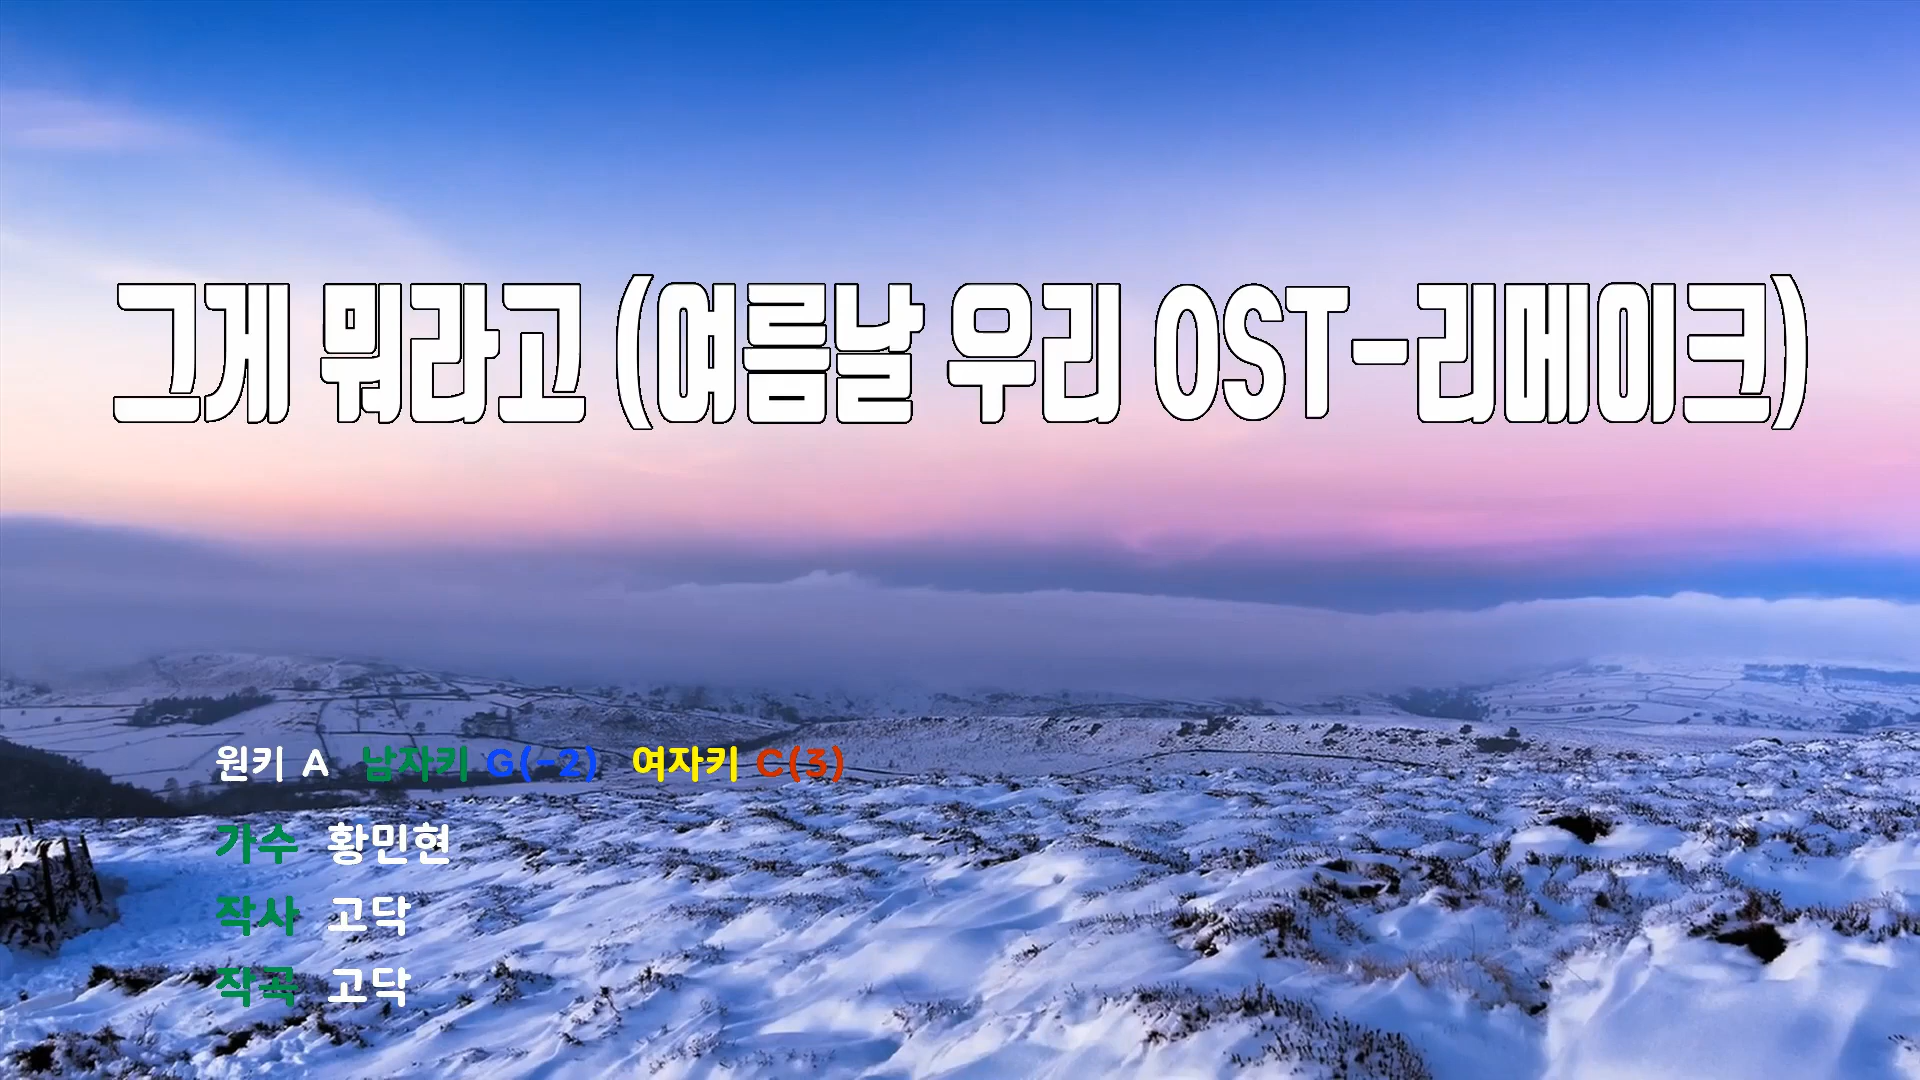 그게 뭐라고 (여름날 우리 OST-리메이크)
원키 A 남자키 G(-2) 여자키 C(3)
가수 황민현
작사 고닥
작곡 고닥